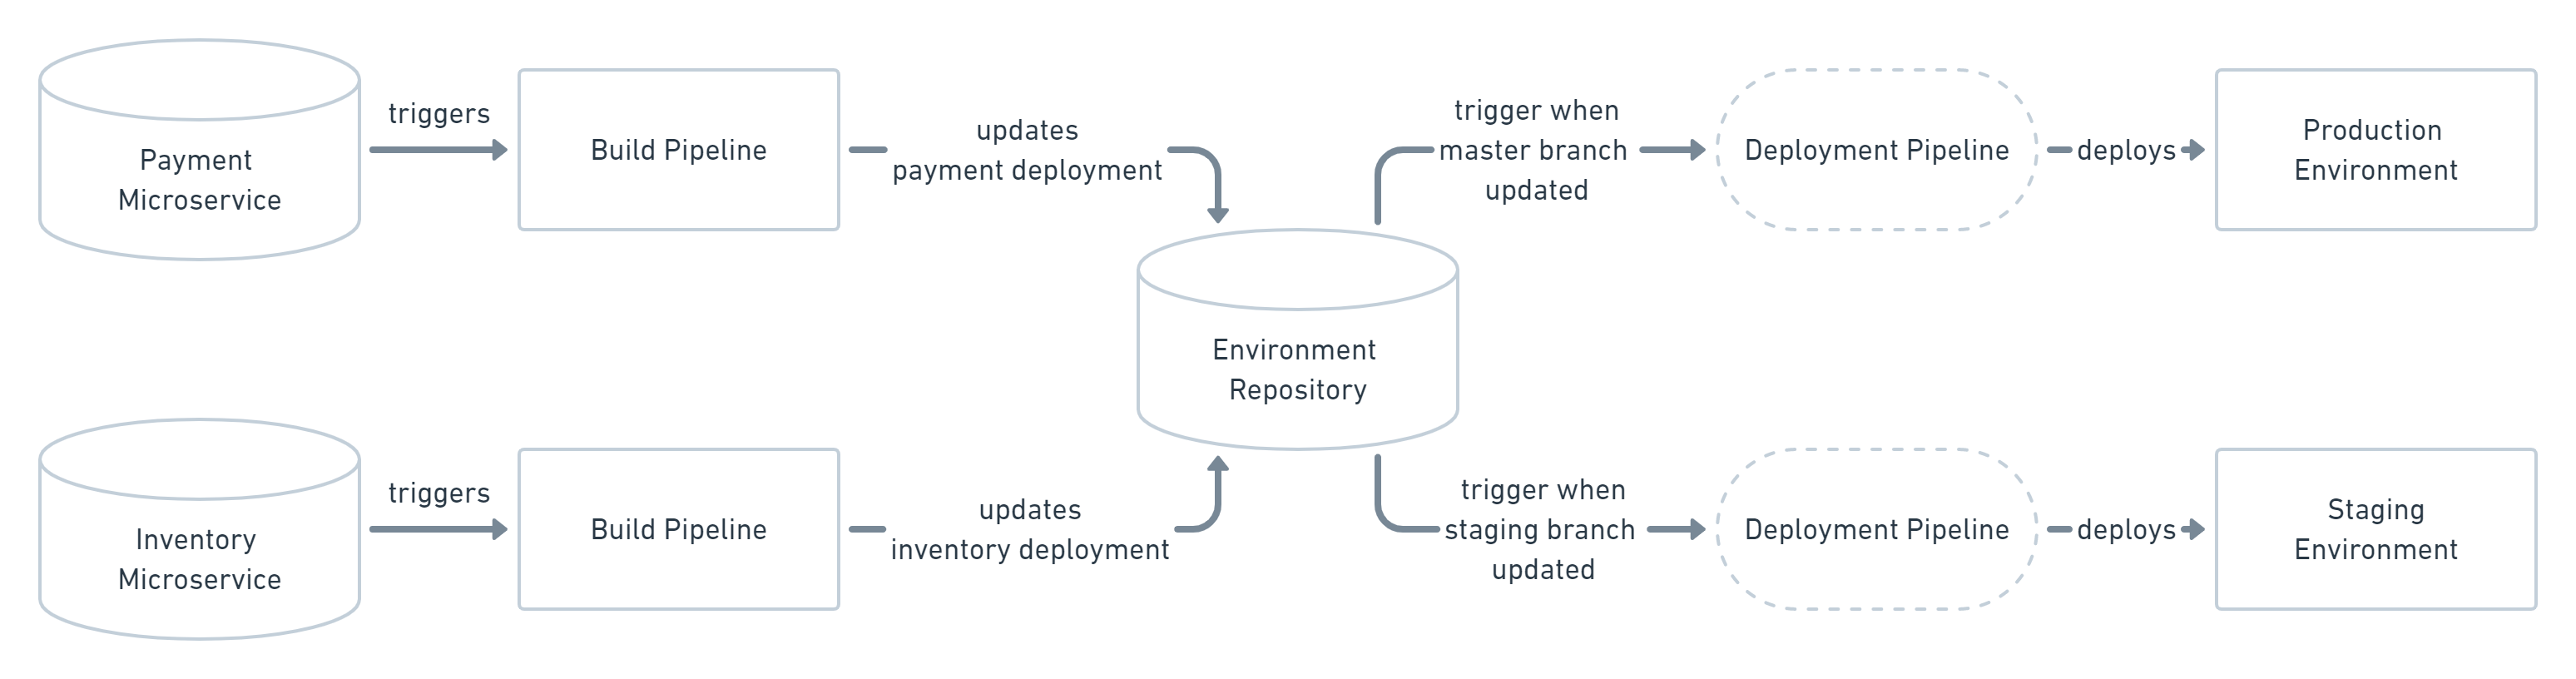 Payment
Microservice
triggers
Build Pipeline
updates
payment deployment
trigger when
master branch
updated
Deployment Pipeline
deploys
Production
Environment
Environment
Repository
Inventory
Microservice
triggers
Build Pipeline
updates
inventory deployment
trigger when
staging branch
updated
Deployment Pipeline
deploys
Staging
Environment